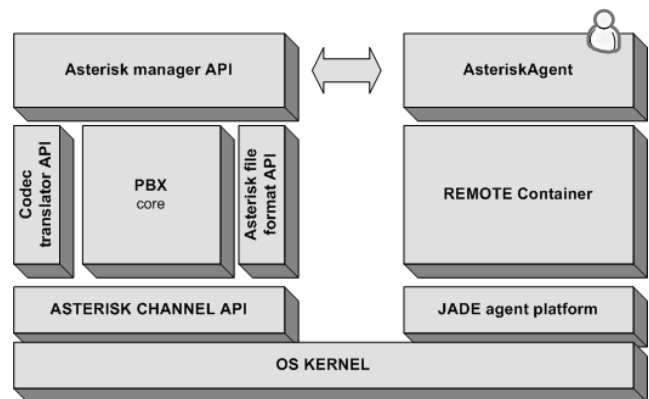 Asterisk manager API
AsteriskAgent
Codec
translator API
PBX
core
Asterisk file
format API
REMOTE Container
ASTERISK CHANNEL API
JADE agent platform
OS KERNEL